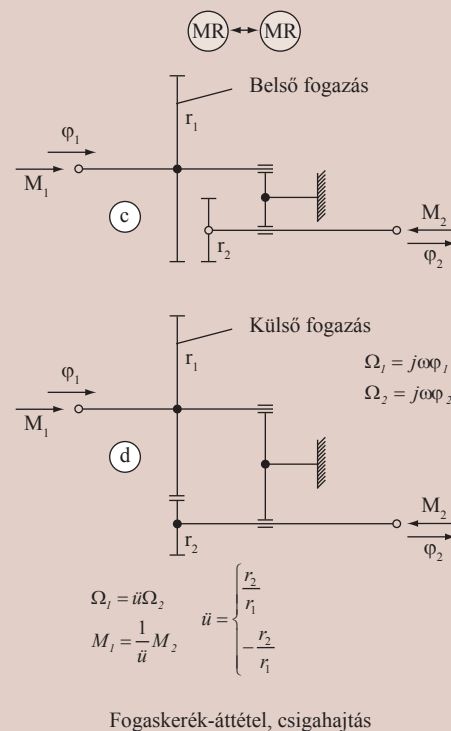 MR MR
Belső fogazás
r1
φ1
M1
c
M2
r2
φ2
Külső fogazás
r1
φ1
Ω1 = jωφ1
Ω2 = jωφ2
M1
d
M2
r2
φ2
Ω1 = üΩ2
M1 = 1/ü M2
ü = { r2/r1
-r2/r1
Fogaskerék-áttétel, csigahajtás